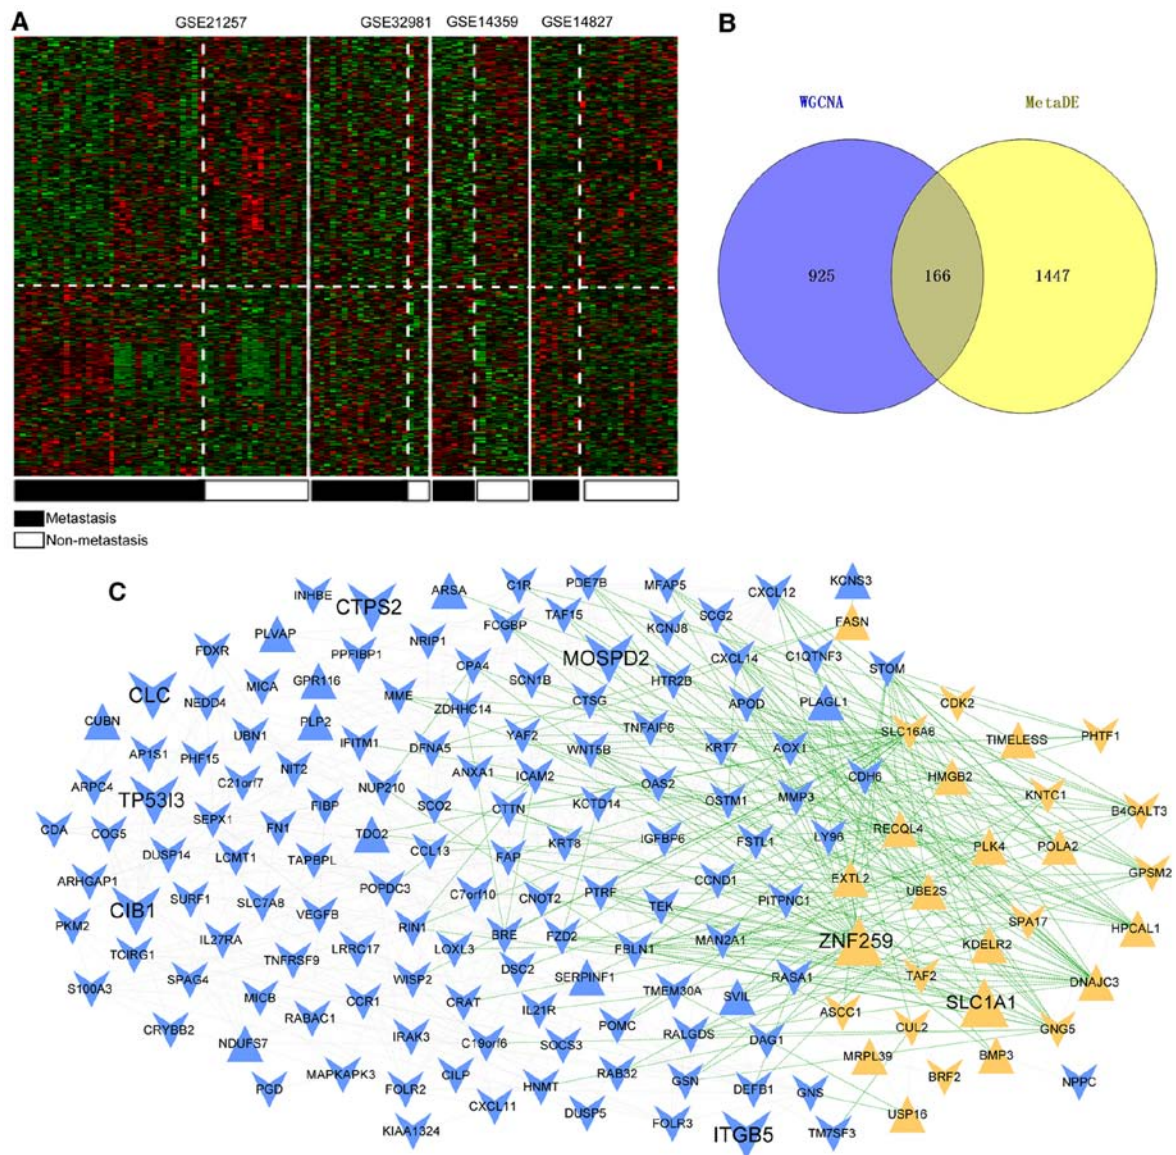 A
GSE21257 GSE32981 GSE14359 GSE14827
Metastasis
Non-metastasis
B
WGCNA MetaDE
925 166 1447
C
INHBE CTPS2 ARSA C1R PDE7B MFAP5 CXCL12 KCNS3
FDXR PLVAP PPFIBP1 NRIP1 FCGBP TAF15 KCNJ8 SCG2 FASN
CLC NEDD4 MICA GPR116 MME CPA4 SCN1B MOSPD2 HTR2B CXCL14 C1QTNF3 STOM
CUBN AP1S1 PHF15 UBN1 PLP2 IFITM1 ZDHHC14 DFNA5 YAF2 CTSG WNT5B TNFAIP6 APOD PLAGL1 CDK2
KRT7 AOX1 SLC16A6 TIMELESS PHTF1
ARPC4 TP53I3 C21orf7 NIT2 NUP210 ANXA1 ICAM2 OAS2 CDH6 HMGB2
CDA COG5 SEPX1 FN1 FIBP TDO2 SCO2 CTTN KCTD14 OSTM1 MMP3 KNTC1 B4GALT3
DUSP14 LCMT1 TAPBPL CCL13 FAP KRT8 IGFBP6 FSTL1 LY96 RECQL4 PLK4 POLA2
ARHGAP1 SURF1 SLC7A8 POPDC3 C7orf10 CNOT2 PTRF CCND1 PITPNC1 EXTL2 UBE2S GPSM2
PKM2 CIB1 IL27RA VEGFB RIN1 BRE FZD2 TEK SPA17 HPCAL1
TCIRG1 TNFRSF9 LRRC17 LOXL3 FBLN1 MAN2A1 ZNF259 KDELR2
S100A3 SPAG4 MICB CCR1 WISP2 DSC2 SERPINF1 TMEM30A RASA1 TAF2 DNAJC3
CRYBB2 RABAC1 CRAT IL21R SVIL SLC1A1
NDUFS7 IRAK3 C19orf6 SOCS3 POMC RALGDS DAG1 ASCC1 CUL2 GNG5
PGD MAPKAPK3 FOLR2 CILP HNMT RAB32 GSN DEFB1 GNS MRPL39 BRF2 BMP3 NPPC
KIAA1324 CXCL11 DUSP5 FOLR3 ITGB5 TM7SF3 USP16